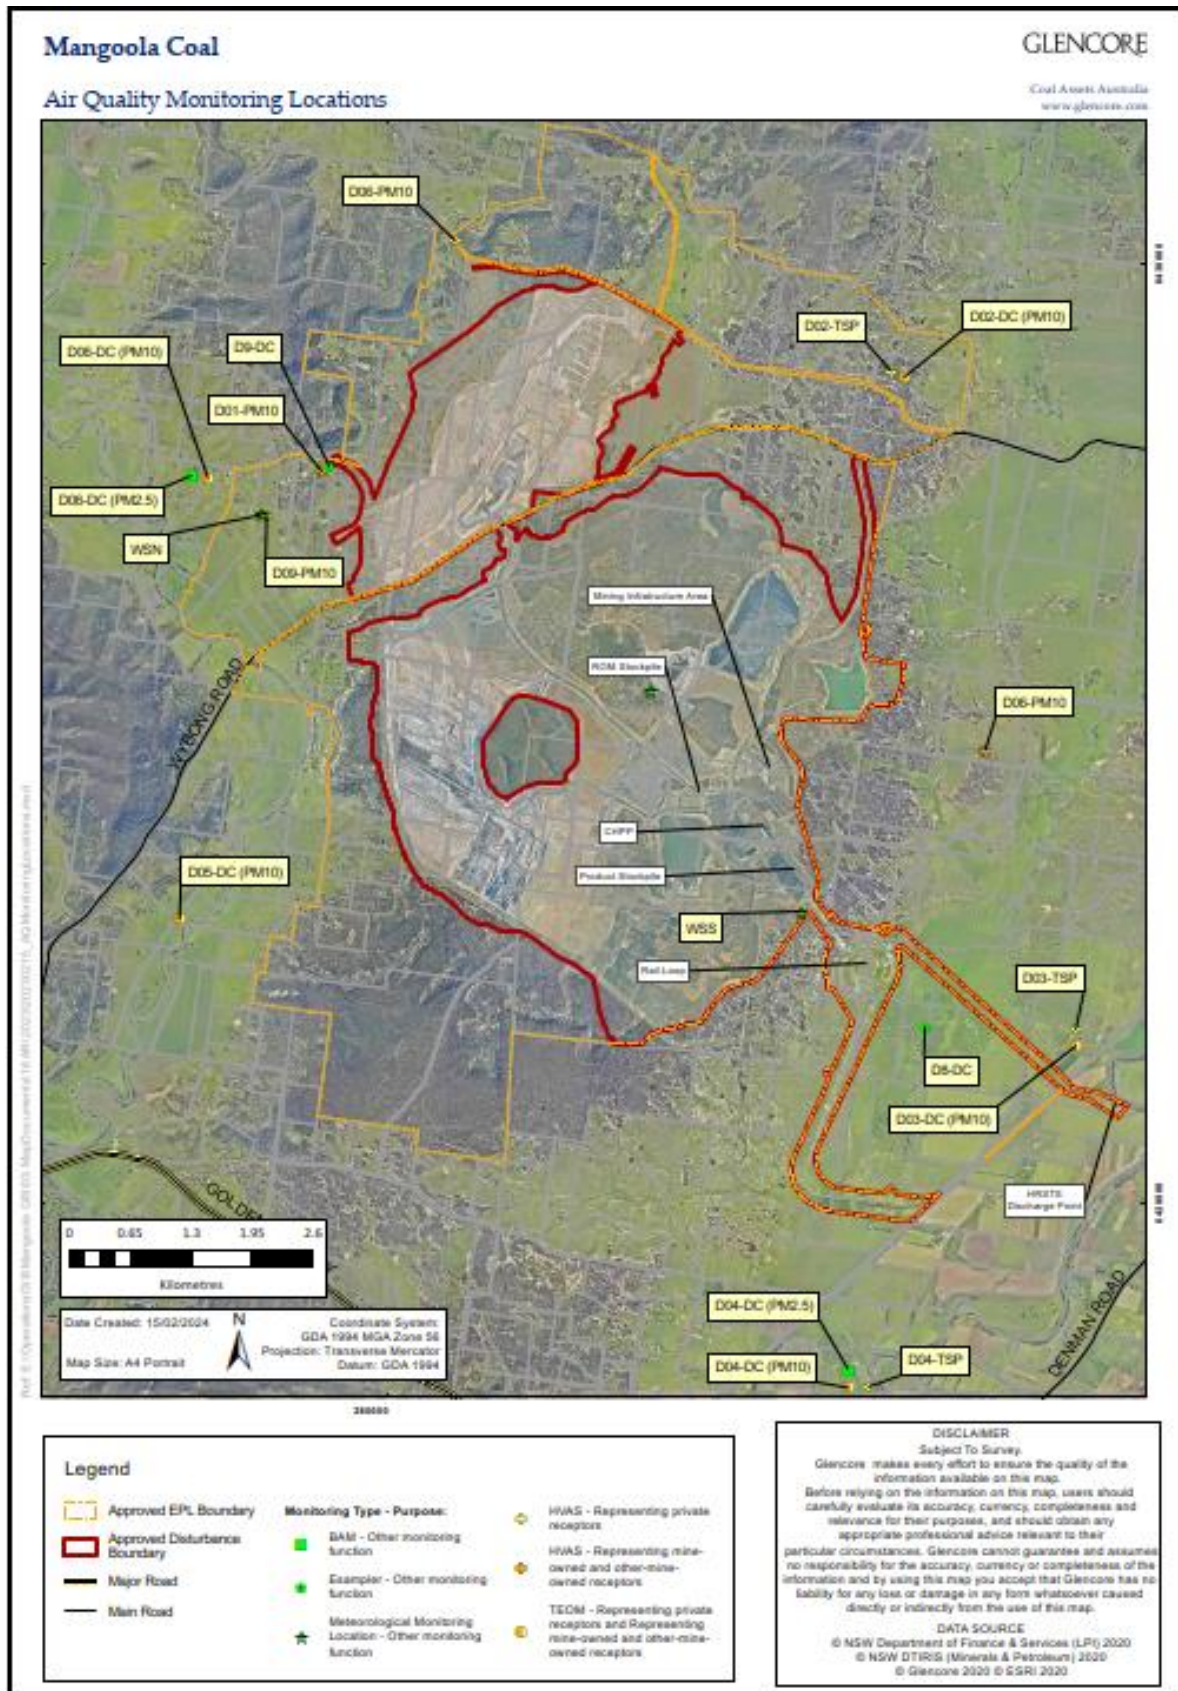 Mangoola Coal
GLENCORE
Air Quality Monitoring Locations
Coal Assets Australia
www.glencore.com
D06-PM10
D02-TSP
D02-DC (PM10)
D06-DC (PM10)
D9-DC
D01-PM10
D06-DC (PM2.5)
WSN
D09-PM10
Mining Infrastructure Area
ROM Stockpile
D06-PM10
WYBONG ROAD
CHPP
D05-DC (PM10)
Product Stockpile
WSS
Rail Loop
D03-TSP
D8-DC
D03-DC (PM10)
HRSTS
Discharge Point
GOLDEN
0 0.65 1.3 1.95 2.6
Kilometres
DENMAN ROAD
D04-DC (PM2.5)
D04-DC (PM10)
D04-TSP
Date Created: 15/02/2024
Map Size: A4 Portrait
N
Coordinate System:
GDA 1994 MGA Zone 56
Projection: Transverse Mercator
Datum: GDA 1994
Legend
Approved EPL Boundary
Approved Disturbance
Boundary
Major Road
Main Road
Monitoring Type - Purpose:
BAM - Other monitoring
function
Esampler - Other monitoring
function
Meteorological Monitoring
Location - Other monitoring
function
HVAS - Representing private
receptors
HVAS - Representing mine-
owned and other-mine-
owned receptors
TEOM - Representing private
receptors and Representing
mine-owned and other-mine-
owned receptors
DISCLAIMER
Subject To Survey.
Glencore makes every effort to ensure the quality of the
information available on this map.
Before relying on the information on this map, users should
carefully evaluate its accuracy, currency, completeness and
relevance for their purposes, and should obtain any
appropriate professional advice relevant to their
particular circumstances. Glencore cannot guarantee and assumes
no responsibility for the accuracy, currency or completeness of the
information and by using this map you accept that Glencore has no
liability for any loss or damage in any form whatsoever caused
directly or indirectly from the use of this map.
DATA SOURCE
© NSW Department of Finance & Services (LPI) 2020
© NSW DTIRIS (Minerals & Petroleum) 2020
© Glencore 2020 © ESRI 2020